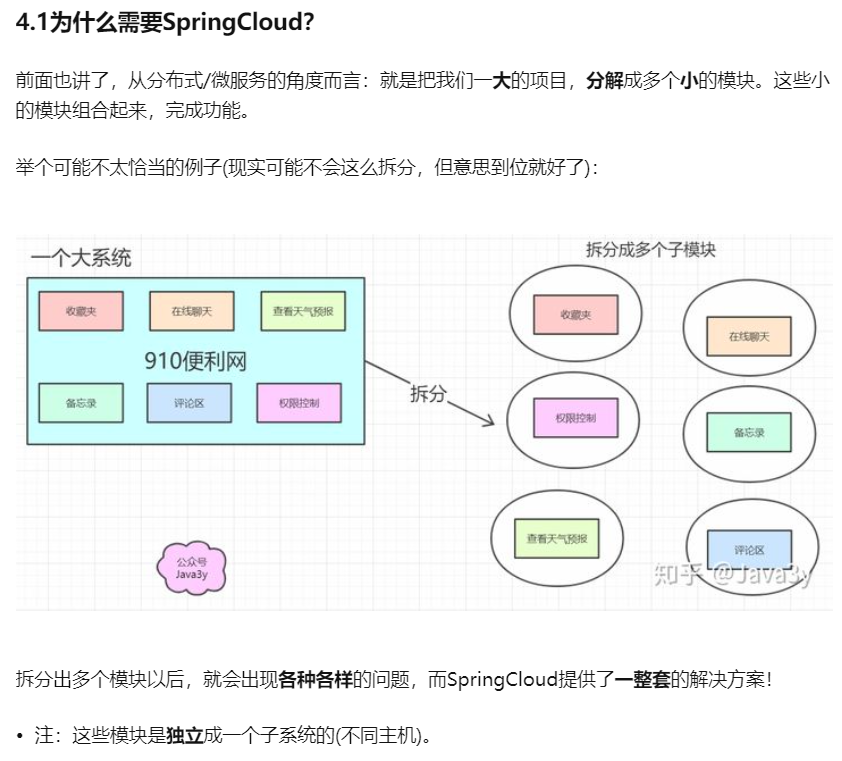 4.1为什么需要SpringCloud?
前面也讲了，从分布式/微服务的角度而言：就是把我们一大的项目，分解成多个小的模块。这些小
的模块组合起来，完成功能。
举个可能不太恰当的例子(现实可能不会这么拆分，但意思到位就好了)：
一个大系统
收藏夹
在线聊天
查看天气预报
910便利网
备忘录
评论区
权限控制
拆分
拆分成多个子模块
收藏夹
在线聊天
权限控制
备忘录
查看天气预报
评论区
公众号
Java3y
知乎 @Java3y
拆分出多个模块以后，就会出现各种各样的问题，而SpringCloud提供了一整套的解决方案！
• 注：这些模块是独立成一个子系统的(不同主机)。